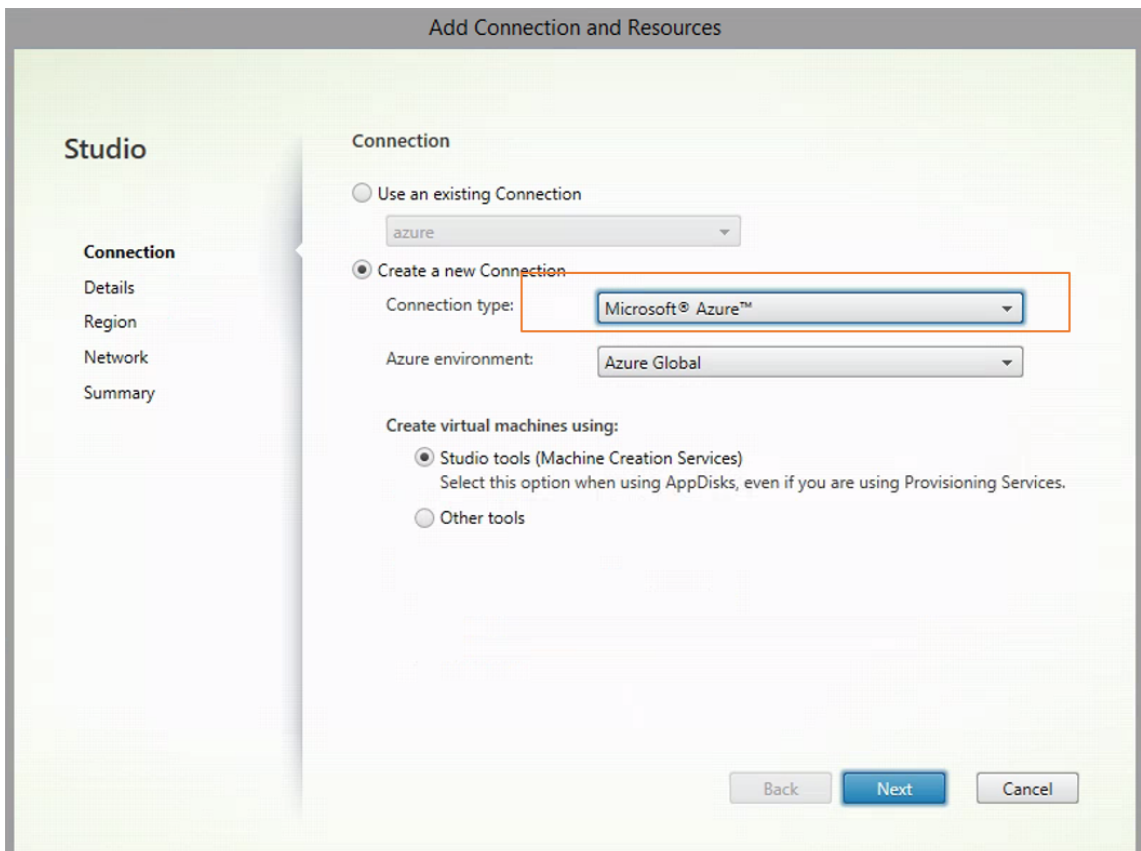 Add Connection and Resources
Studio
Connection
Details
Region
Network
Summary
Connection
Use an existing Connection
azure
Create a new Connection
Connection type:
Microsoft® Azure™
Azure environment:
Azure Global
Create virtual machines using:
Studio tools (Machine Creation Services)
Select this option when using AppDisks, even if you are using Provisioning Services.
Other tools
Back
Next
Cancel